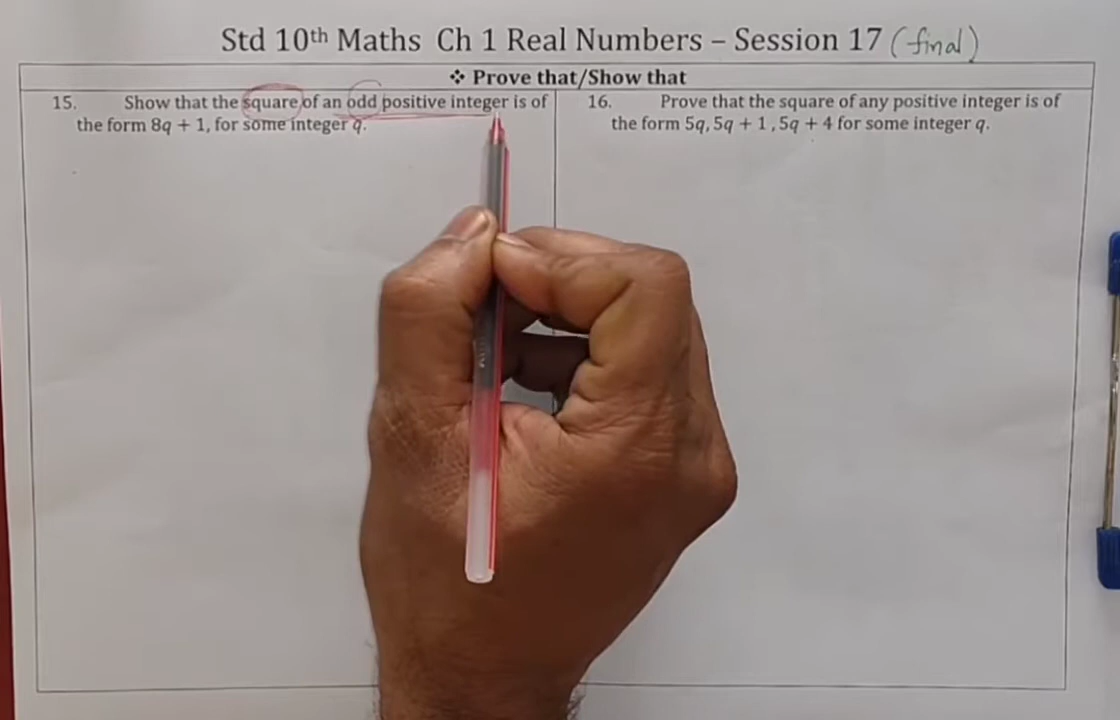 Std 10th Maths Ch 1 Real Numbers – Session 17 (final)
❖ Prove that/Show that
15. Show that the square of an odd positive integer is of
the form 8q + 1, for some integer q.
16. Prove that the square of any positive integer is of
the form 5q, 5q + 1 , 5q + 4 for some integer q.